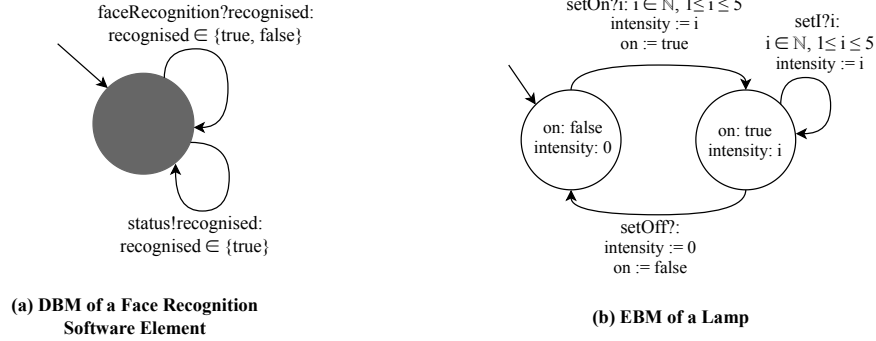 faceRecognition?recognised:
recognised ∈ {true, false}
status!recognised:
recognised ∈ {true}
(a) DBM of a Face Recognition
Software Element
setOn?i: i ∈ ℕ, 1≤ i ≤ 5
intensity := i
on := true
setI?i:
i ∈ ℕ, 1≤ i ≤ 5
intensity := i
on: false
intensity: 0
on: true
intensity: i
setOff?:
intensity := 0
on := false
(b) EBM of a Lamp